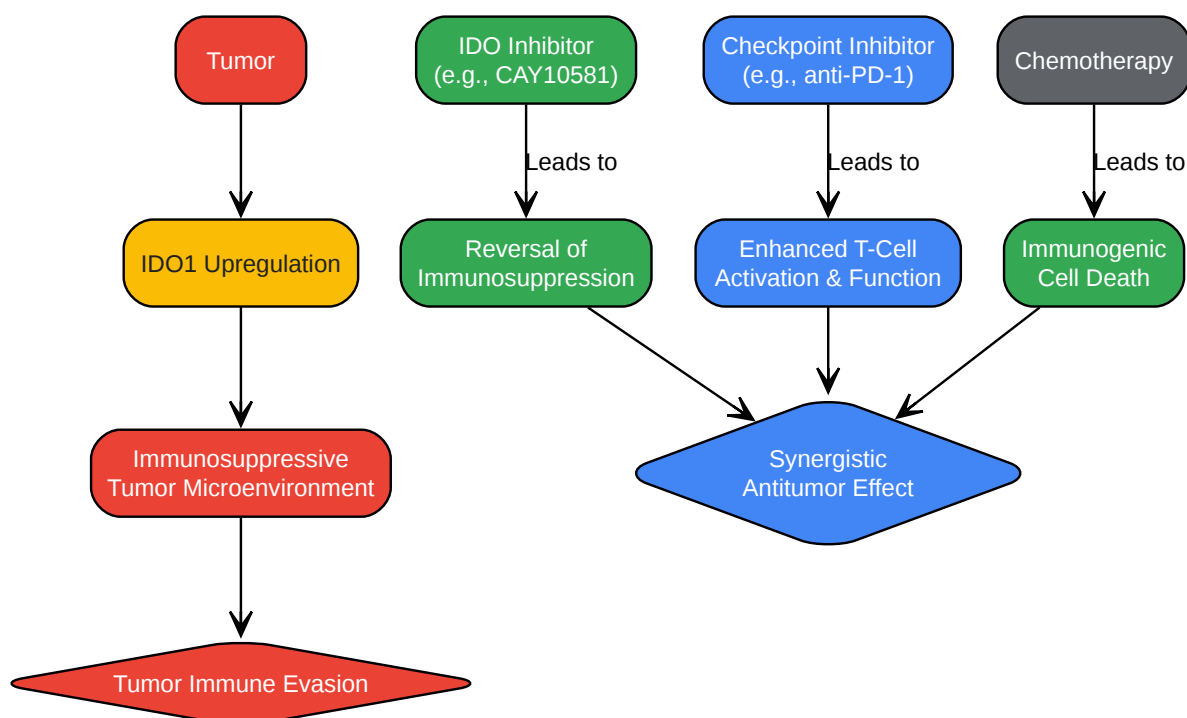 Tumor
IDO Inhibitor
(e.g., CAY10581)
Checkpoint Inhibitor
(e.g., anti-PD-1)
Chemotherapy
Leads to
Leads to
Leads to
IDO1 Upregulation
Reversal of
Immunosuppression
Enhanced T-Cell
Activation & Function
Immunogenic
Cell Death
Immunosuppressive
Tumor Microenvironment
Synergistic
Antitumor Effect
Tumor Immune Evasion